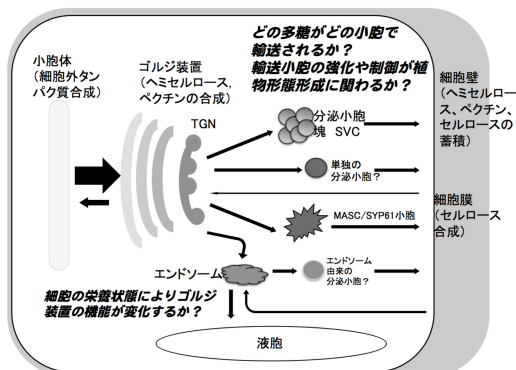 どの多糖がどの小胞で
輸送されるか？
輸送小胞の強化や制御が植
物形態形成に関わるか？
小胞体
（細胞外タン
パク質合成）
ゴルジ装置
（ヘミセルロース,
ペクチンの合成）
TGN
分泌小胞
塊 SVC
細胞壁
（ヘミセルロー
ス、ペクチン、
セルロースの
蓄積）
単独の
分泌小胞？
MASC/SYP61小胞
細胞膜
（セルロース
合成）
エンドソーム
エンドソーム
由来の
分泌小胞？
細胞の栄養状態によりゴルジ
装置の機能が変化するか？
液胞